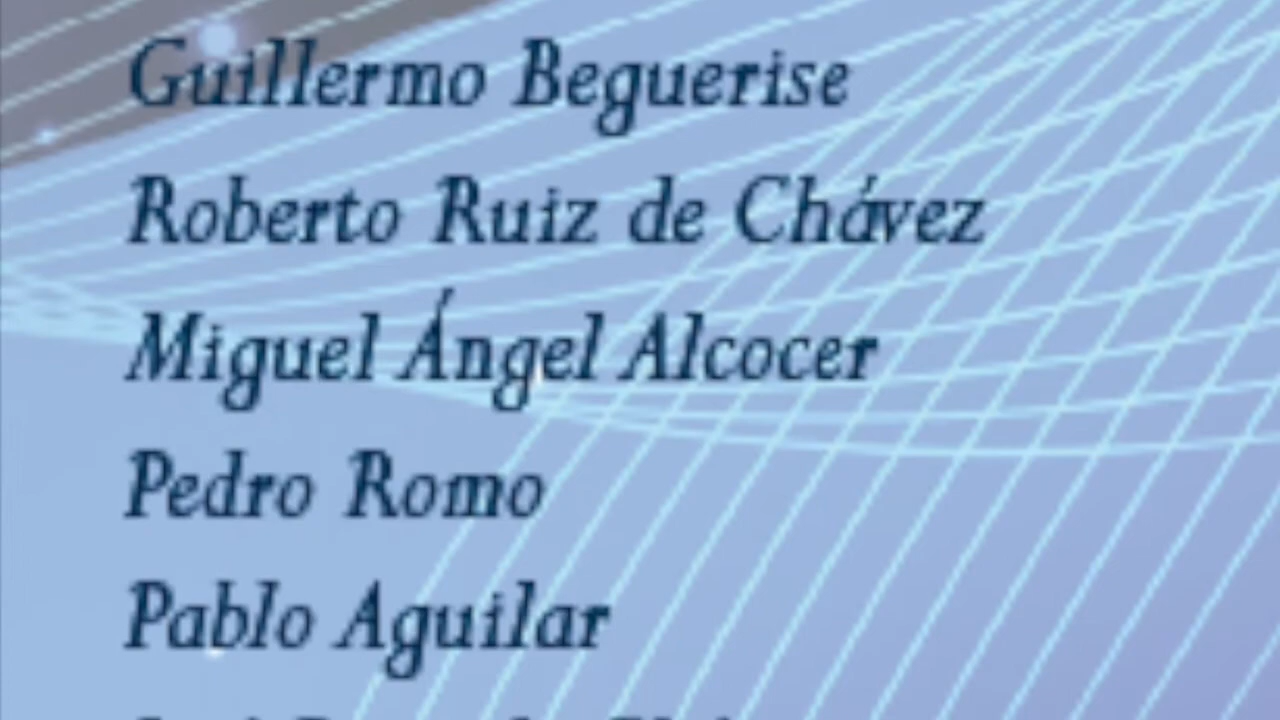 Guillermo Beguerise
Roberto Ruiz de Chávez
Miguel Ángel Alcocer
Pedro Romo
Pablo Aguilar